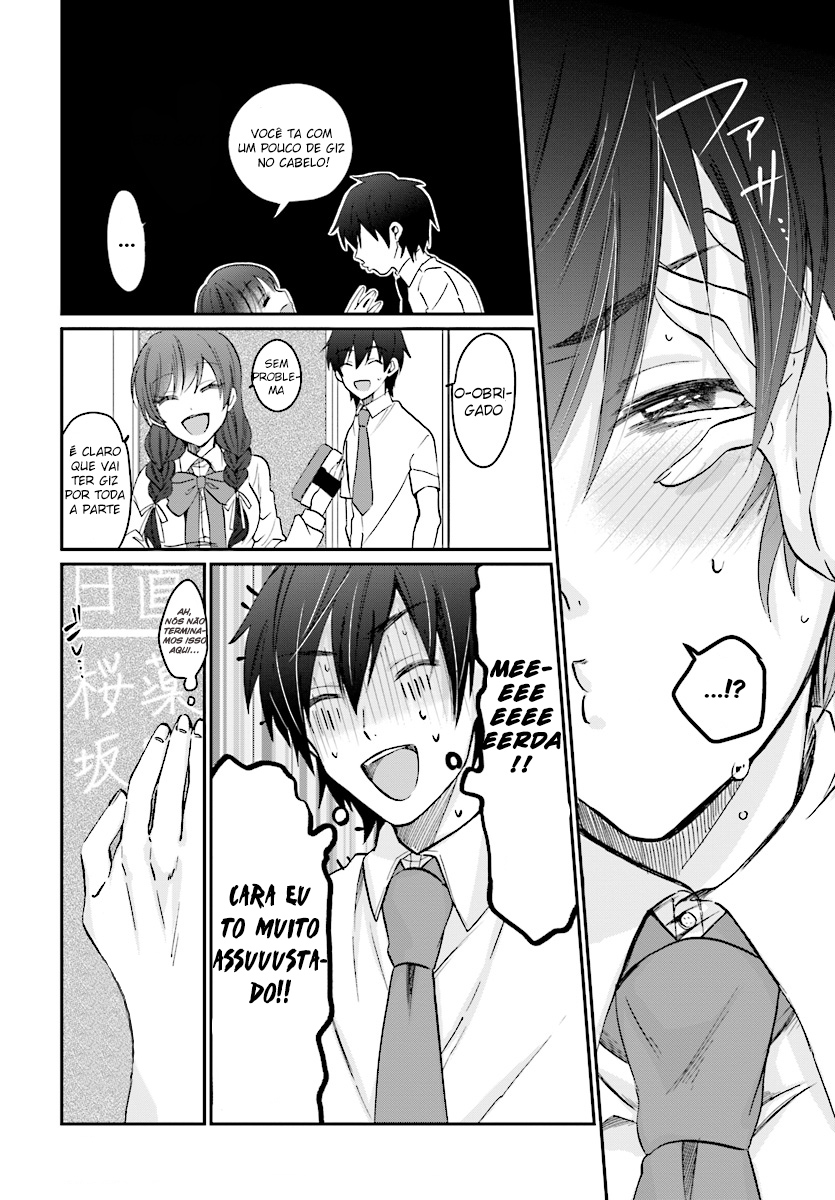 ファサ…
...!?
VOCÊ TA COM
UM POUCO DE GIZ
NO CABELO!
...
O-OBRI-
GADO
SEM
PROBLE-
MA
É CLARO
QUE VAI
TER GIZ
POR TODA
A PARTE
MEE-
EEEE
EEEE
EERDA
!!
CARA EU
TO MUITO
ASSUUUSTA-
DO!!
AH,
NÓS NÃO
TERMINA-
MOS ISSO
AQUI...
日直
桜坂
薬